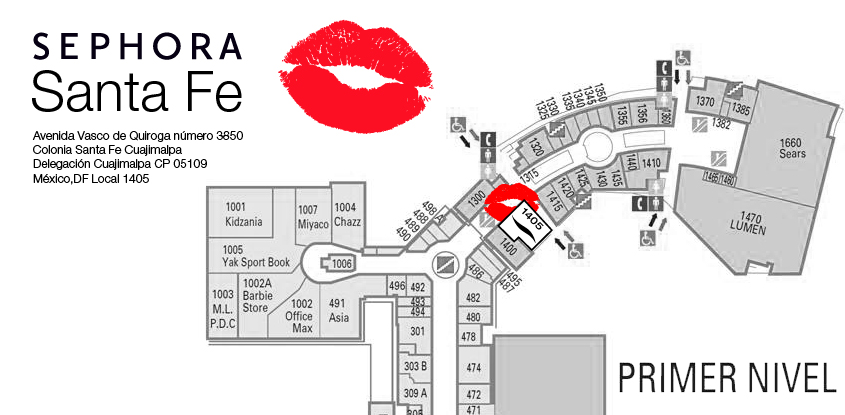 SEPHORA
Santa Fe
Avenida Vasco de Quiroga número 3850
Colonia Santa Fe Cuajimalpa
Delegación Cuajimalpa CP 05109
México,DF Local 1405
1001
Kidzania
1007
Miyaco
1004
Chazz
1005
Yak Sport Book
1006
1003
M.L.
P.D.C
1002A
Barbie
Store
1002
Office
Max
491
Asia
490
489
488
498 A
496
492
493
494
301
303 B
309 A
482
480
478
474
472
471
486
495
487
1300
1400
1405
1415
1420
1425
1430
1435
1440
1410
1315
1320
1325
1330
1335
1340
1345
1350
1355
1356
1360
1370
1385
1382
1465
1460
1660
Sears
1470
LUMEN
PRIMER NIVEL